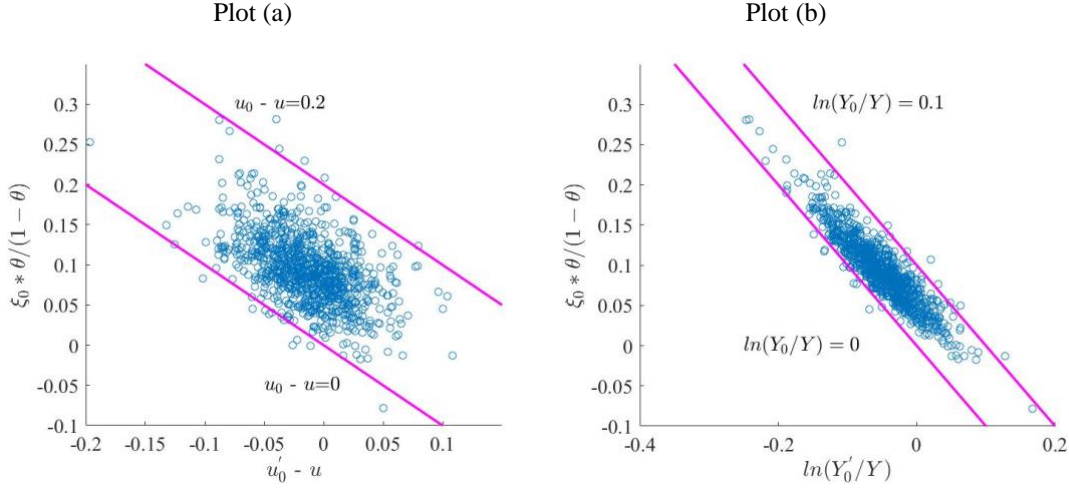 Plot (a)
0.3
0.25
0.2
0.15
0.1
0.05
0
-0.05
-0.1
ξ₀ * θ/(1 − θ)
u₀ - u=0.2
u₀ - u=0
-0.2
-0.15
-0.1
-0.05
0
0.05
0.1
u₀′ - u
Plot (b)
0.3
0.25
0.2
0.15
0.1
0.05
0
-0.05
-0.1
ξ₀ * θ/(1 − θ)
ln(Y₀/Y) = 0.1
ln(Y₀/Y) = 0
-0.4
-0.2
0
0.2
ln(Y₀′/Y)